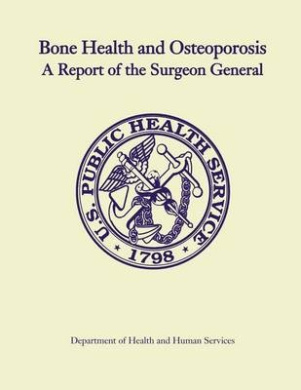 Bone Health and Osteoporosis
A Report of the Surgeon General
U.S. PUBLIC HEALTH SERVICE
* 1798 *
Department of Health and Human Services